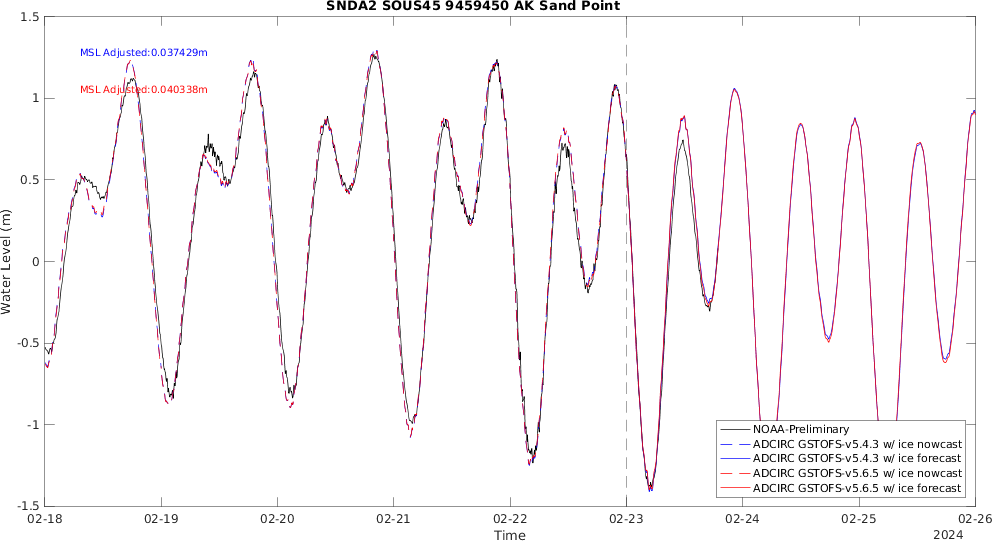 SNDA2 SOUS45 9459450 AK Sand Point
MSL Adjusted:0.037429m
MSL Adjusted:0.040338m
Water Level (m)
1.5
1
0.5
0
-0.5
-1
-1.5
NOAA-Preliminary
ADCIRC GSTOFS-v5.4.3 w/ ice nowcast
ADCIRC GSTOFS-v5.4.3 w/ ice forecast
ADCIRC GSTOFS-v5.6.5 w/ ice nowcast
ADCIRC GSTOFS-v5.6.5 w/ ice forecast
02-18 02-19 02-20 02-21 02-22 02-23 02-24 02-25 02-26
Time
2024